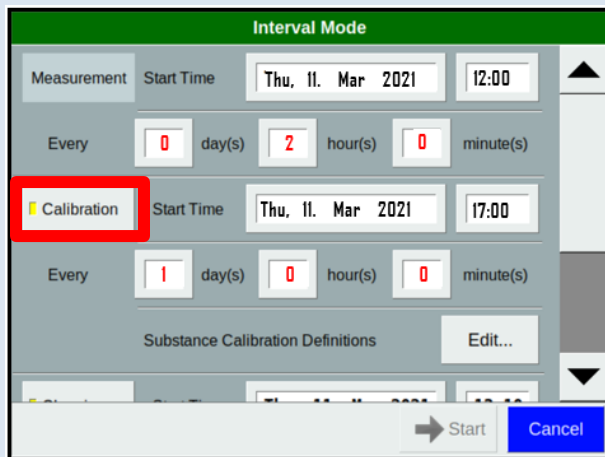 Interval Mode
Measurement Start Time Thu, 11. Mar 2021 12:00
Every 0 day(s) 2 hour(s) 0 minute(s)
Calibration Start Time Thu, 11. Mar 2021 17:00
Every 1 day(s) 0 hour(s) 0 minute(s)
Substance Calibration Definitions Edit...
Start Cancel